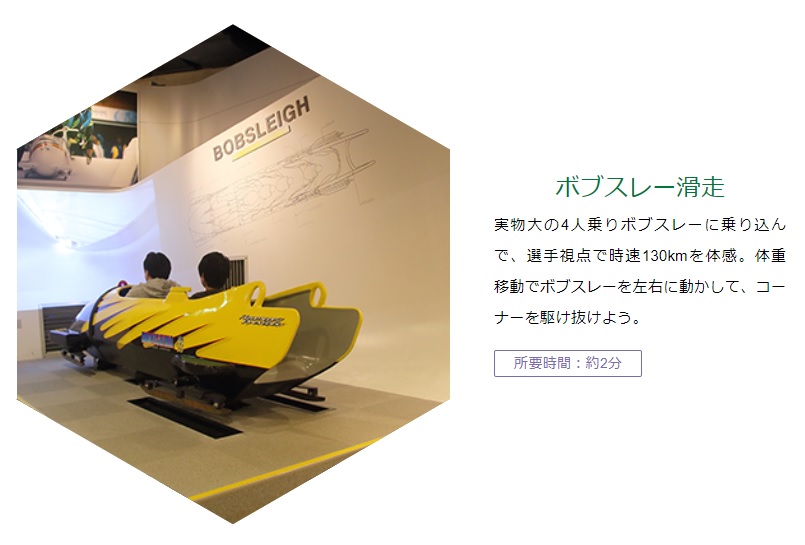 BOBSLEIGH
ボブスレー滑走
実物大の4人乗りボブスレーに乗り込ん
で、選手視点で時速130kmを体感。体重
移動でボブスレーを左右に動かして、コー
ナーを駆け抜けよう。
所要時間：約2分